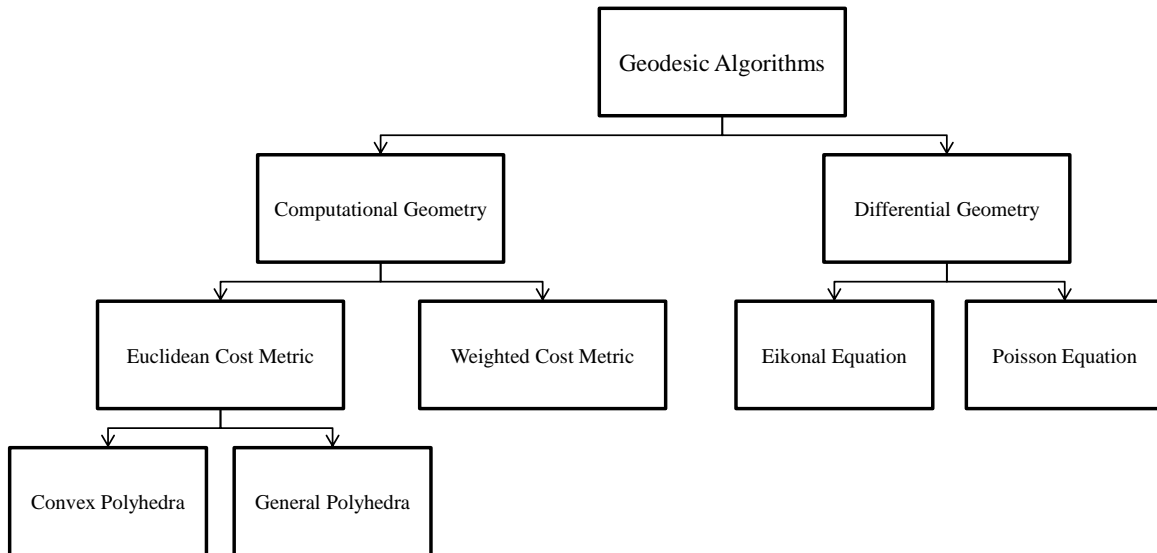 Geodesic Algorithms
Computational Geometry
Differential Geometry
Euclidean Cost Metric
Weighted Cost Metric
Eikonal Equation
Poisson Equation
Convex Polyhedra
General Polyhedra